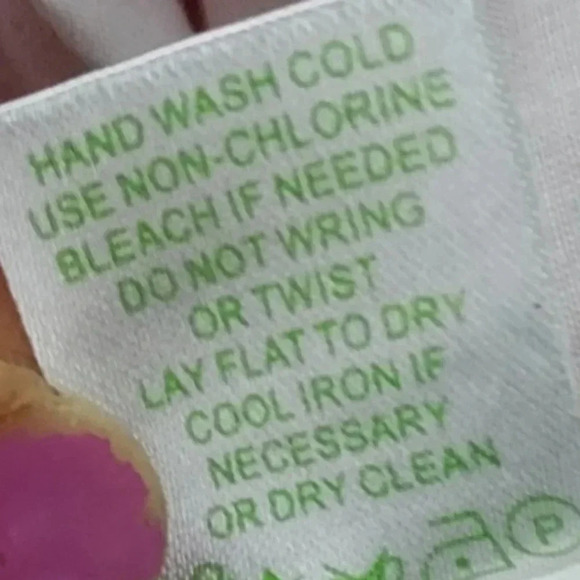 HAND WASH COLD
USE NON-CHLORINE
BLEACH IF NEEDED
DO NOT WRING
OR TWIST
LAY FLAT TO DRY
COOL IRON IF
NECESSARY
OR DRY CLEAN
P